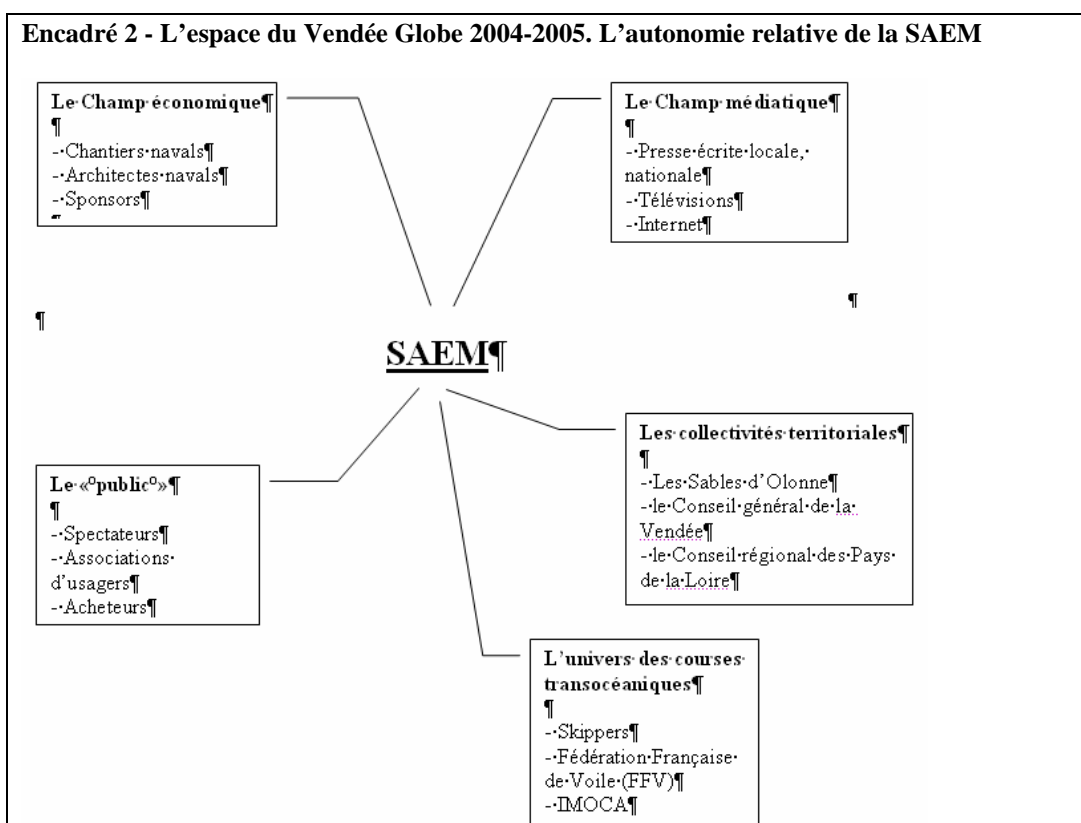 Encadré 2 - L'espace du Vendée Globe 2004-2005. L'autonomie relative de la SAEM
Le·Champ·économique¶
¶
-·Chantiers·navals¶
-·Architectes·navals¶
-·Sponsors¶
¶
Le·Champ·médiatique¶
¶
-·Presse·écrite·locale,·
nationale¶
-·Télévisions¶
-·Internet¶
¶
¶
SAEM¶
Les·collectivités·territoriales¶
¶
-·Les·Sables·d'Olonne¶
-·le·Conseil·général·de·la·
Vendée¶
-·le·Conseil·régional·des·Pays·
de·la·Loire¶
Le·«°public°»¶
¶
-·Spectateurs¶
-·Associations·
d'usagers¶
-·Acheteurs¶
L'univers·des·courses·
transocéaniques¶
¶
-·Skippers¶
-·Fédération·Française·
de·Voile·(FFV)¶
-·IMOCA¶